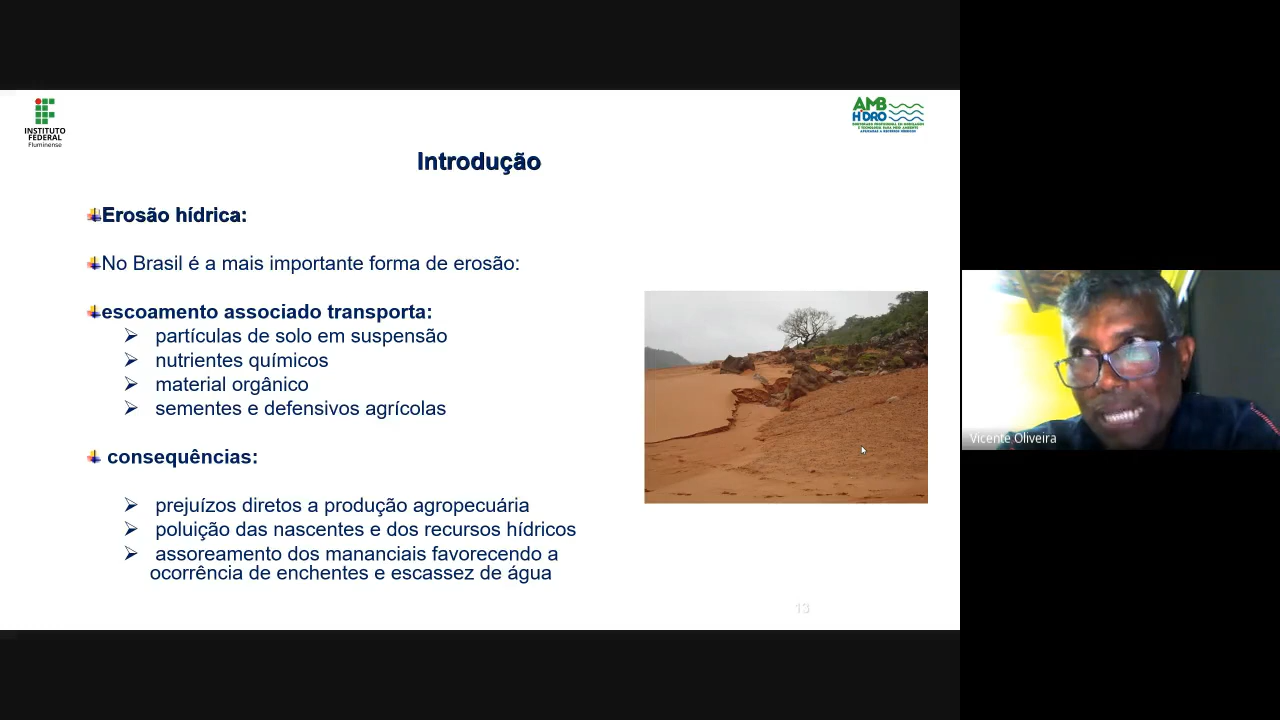 INSTITUTO
FEDERAL
Fluminense
AMB
HIDRO
Introdução
Erosão hídrica:
No Brasil é a mais importante forma de erosão:
escoamento associado transporta:
partículas de solo em suspensão
nutrientes químicos
material orgânico
sementes e defensivos agrícolas
consequências:
prejuízos diretos a produção agropecuária
poluição das nascentes e dos recursos hídricos
assoreamento dos mananciais favorecendo a
ocorrência de enchentes e escassez de água
13
Vicente Oliveira